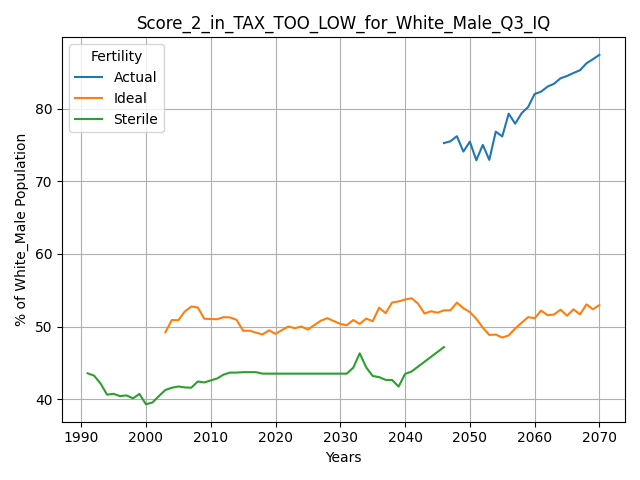 Score_2_in_TAX_TOO_LOW_for_White_Male_Q3_IQ
Fertility
Actual
Ideal
Sterile
% of White_Male Population
80
70
60
50
40
1990 2000 2010 2020 2030 2040 2050 2060 2070
Years